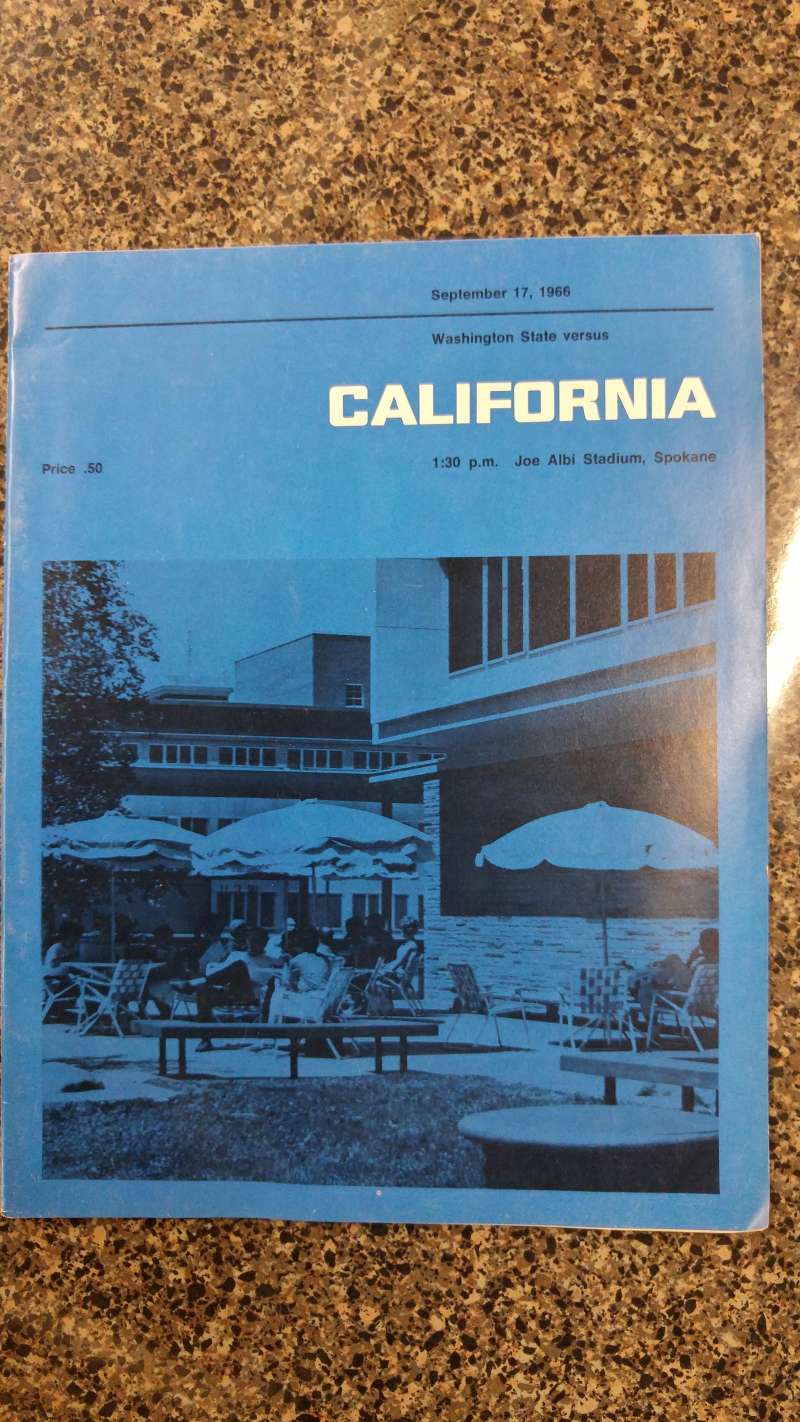 September 17, 1966
Washington State versus
CALIFORNIA
Price .50
1:30 p.m. Joe Albi Stadium, Spokane